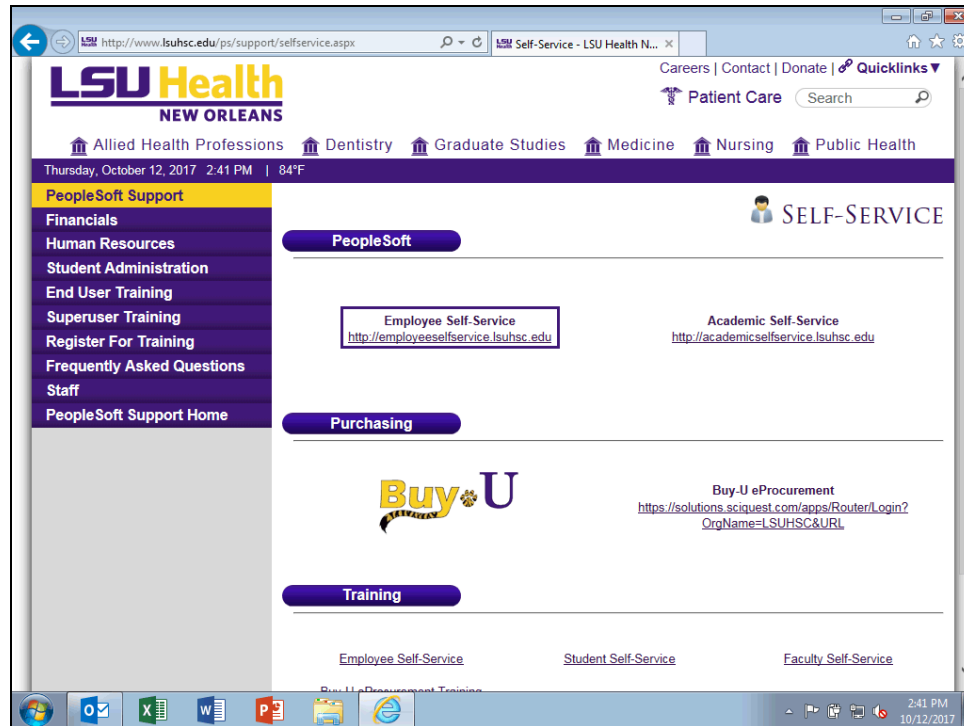 http://www.lsuhsc.edu/ps/support/selfservice.aspx
Self-Service - LSU Health N...
LSU Health
NEW ORLEANS
Careers | Contact | Donate | Quicklinks ▼
Patient Care
Search
Allied Health Professions Dentistry Graduate Studies Medicine Nursing Public Health
Thursday, October 12, 2017 2:41 PM | 84°F
PeopleSoft Support
Financials
Human Resources
Student Administration
End User Training
Superuser Training
Register For Training
Frequently Asked Questions
Staff
PeopleSoft Support Home
SELF-SERVICE
PeopleSoft
Employee Self-Service
http://employeeselfservice.lsuhsc.edu
Academic Self-Service
http://academicselfservice.lsuhsc.edu
Purchasing
Buy U
Buy-U eProcurement
https://solutions.sciquest.com/apps/Router/Login?
OrgName=LSUHSC&URL
Training
Employee Self-Service Student Self-Service Faculty Self-Service
Buy-U eProcurement Training
2:41 PM
10/12/2017